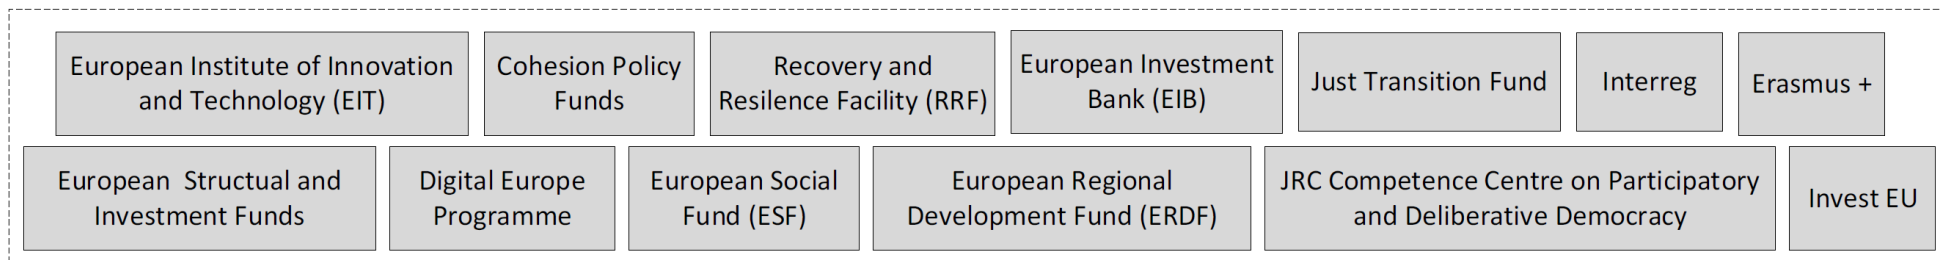 European Institute of Innovation
and Technology (EIT)
Cohesion Policy
Funds
Recovery and
Resilence Facility (RRF)
European Investment
Bank (EIB)
Just Transition Fund
Interreg
Erasmus +
European  Structual and
Investment Funds
Digital Europe
Programme
European Social
Fund (ESF)
European Regional
Development Fund (ERDF)
JRC Competence Centre on Participatory
and Deliberative Democracy
Invest EU